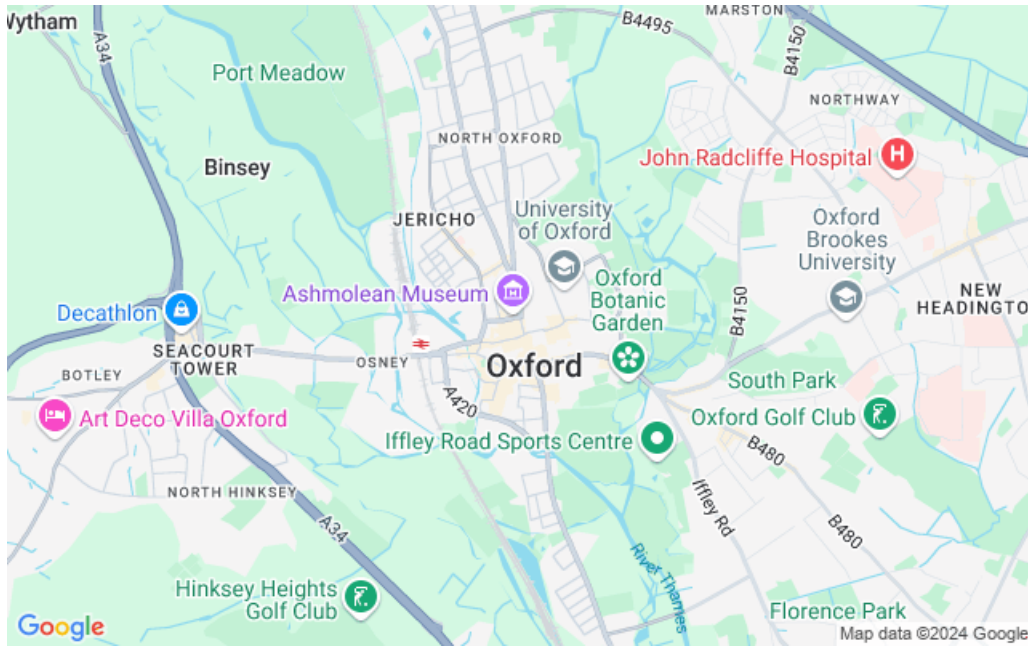 Wytham
A34
B4495
MARSTON
B4150
Port Meadow
NORTHWAY
NORTH OXFORD
John Radcliffe Hospital
H
Binsey
JERICHO
University
of Oxford
Oxford
Brookes
University
Ashmolean Museum
Oxford
Botanic
Garden
B4150
NEW
HEADINGTO
Decathlon
SEACOURT
TOWER
OSNEY
Oxford
BOTLEY
South Park
A420
Art Deco Villa Oxford
Oxford Golf Club
Iffley Road Sports Centre
B480
Iffley Rd
NORTH HINKSEY
A34
B480
River Thames
Hinksey Heights
Golf Club
Florence Park
Google
Map data ©2024 Google